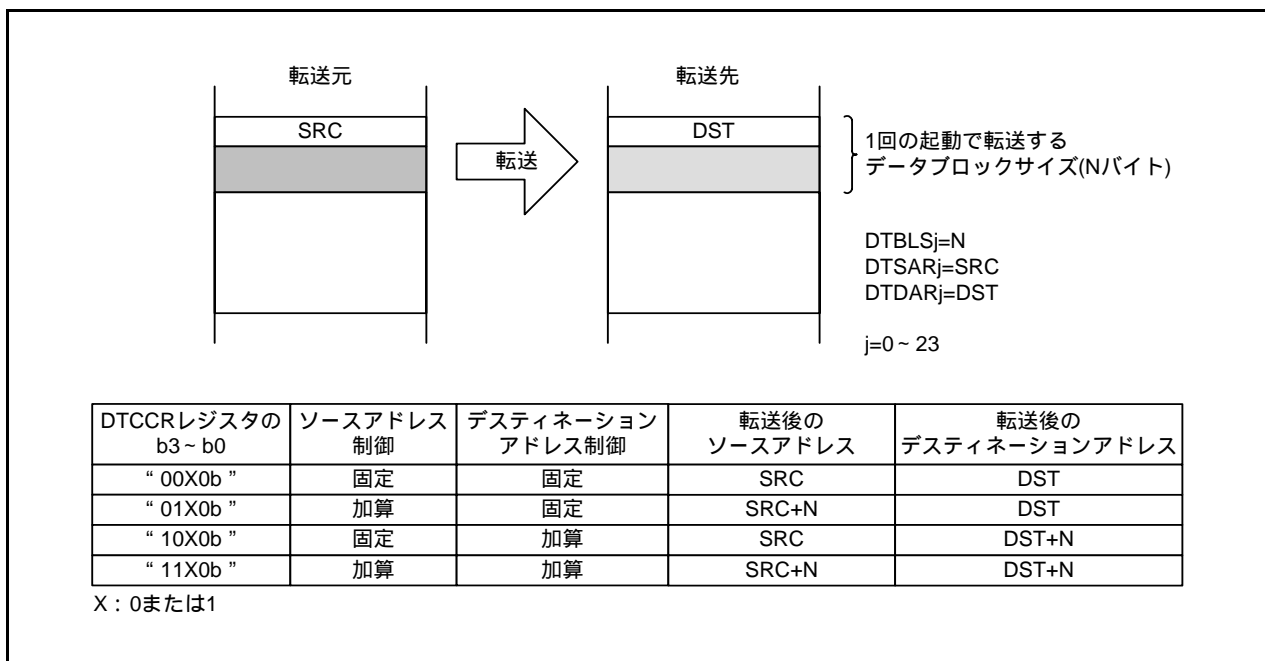 転送元
転送先
SRC
DST
転送
1回の起動で転送する
データブロックサイズ(Nバイト)
DTBLSj=N
DTSARj=SRC
DTDARj=DST
j=0~23
DTCCRレジスタの b3~b0 ソースアドレス 制御 デスティネーション アドレス制御 転送後の ソースアドレス 転送後の デスティネーションアドレス
“00X0b” 固定 固定 SRC DST
“01X0b” 加算 固定 SRC+N DST
“10X0b” 固定 加算 SRC DST+N
“11X0b” 加算 加算 SRC+N DST+N
X:0または1